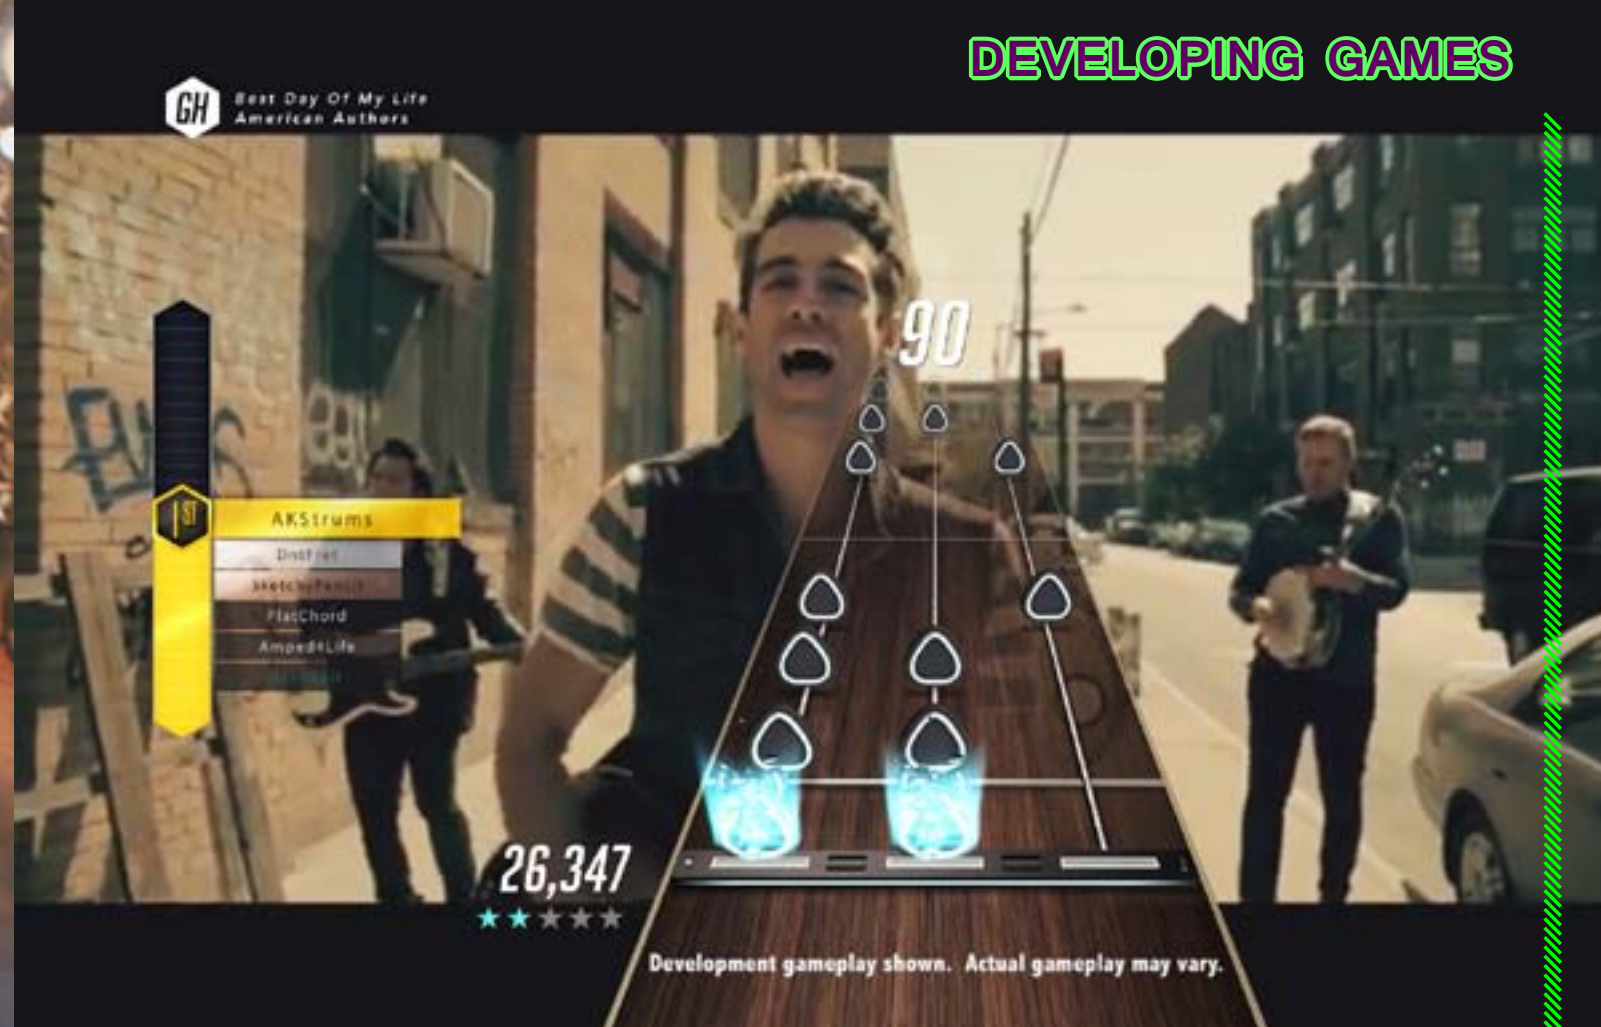 DEVELOPING GAMES
GH
Best Day Of My Life
American Authors
90
1ST
AKStrums
FlatChord
Amped4Life
26,347
Development gameplay shown. Actual gameplay may vary.